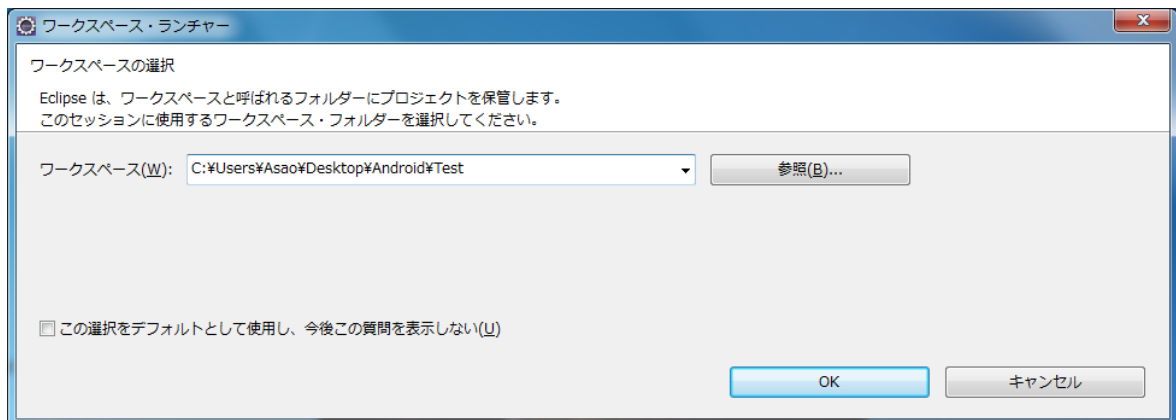 ワークスペース・ランチャー
ワークスペースの選択
Eclipse は、ワークスペースと呼ばれるフォルダーにプロジェクトを保管します。
このセッションに使用するワークスペース・フォルダーを選択してください。
ワークスペース(W): C:¥Users¥Asao¥Desktop¥Android¥Test 参照(B)...
この選択をデフォルトとして使用し、今後この質問を表示しない(U)
OK キャンセル